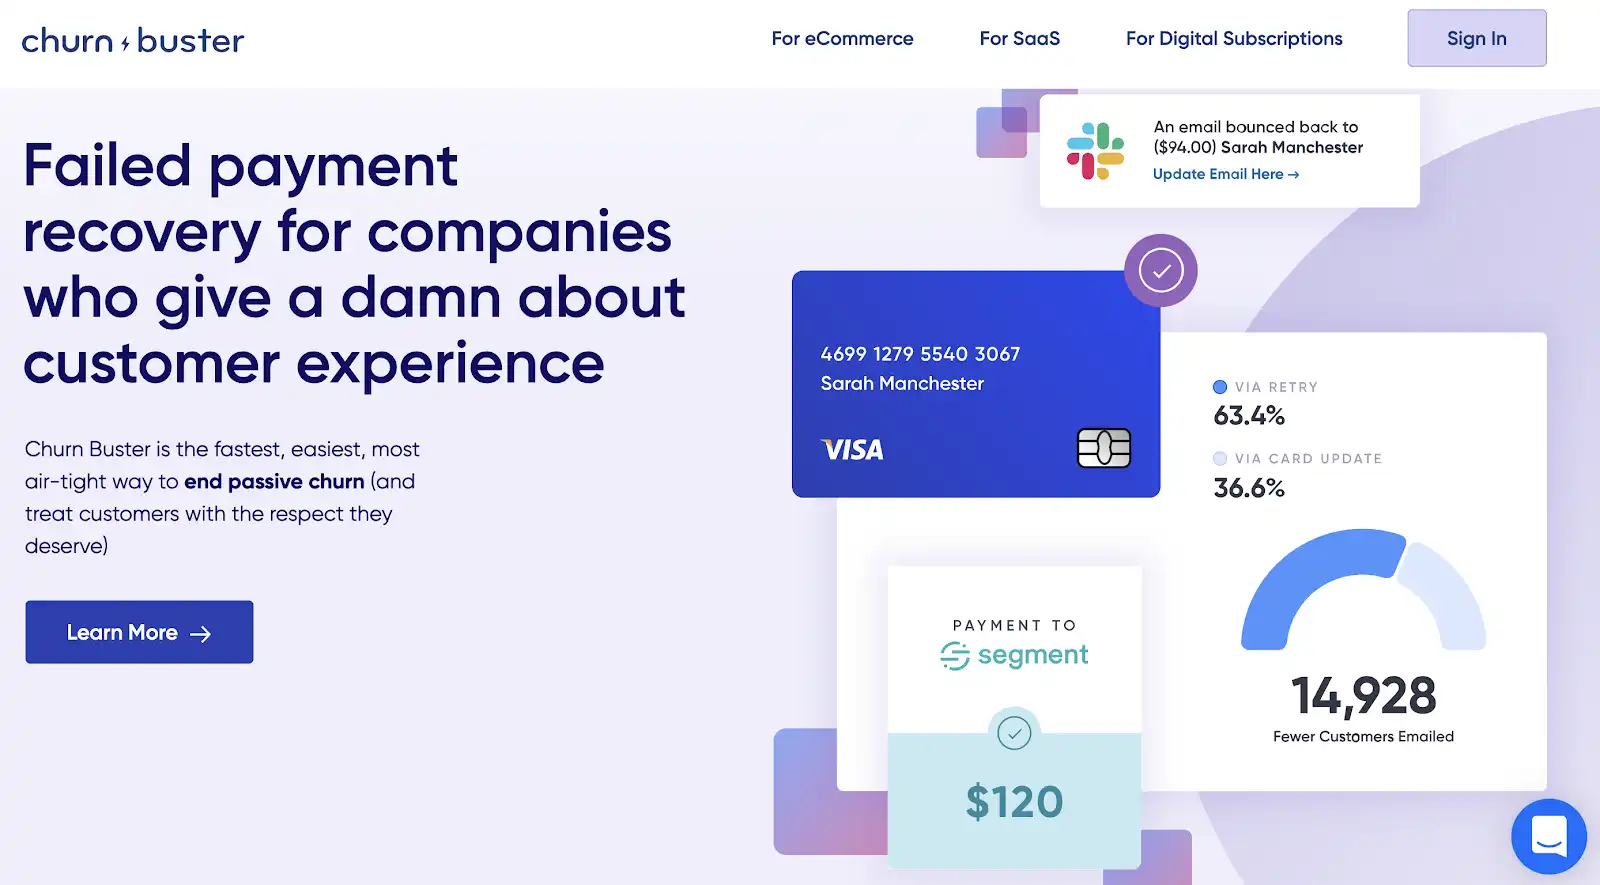 churn buster
For eCommerce
For SaaS
For Digital Subscriptions
Sign In
Failed payment
recovery for companies
who give a damn about
customer experience
Churn Buster is the fastest, easiest, most
air-tight way to end passive churn (and
treat customers with the respect they
deserve)
Learn More →
An email bounced back to
($94.00) Sarah Manchester
Update Email Here →
4699 1279 5540 3067
Sarah Manchester
VISA
VIA RETRY
63.4%
VIA CARD UPDATE
36.6%
14,928
Fewer Customers Emailed
PAYMENT TO
segment
$120